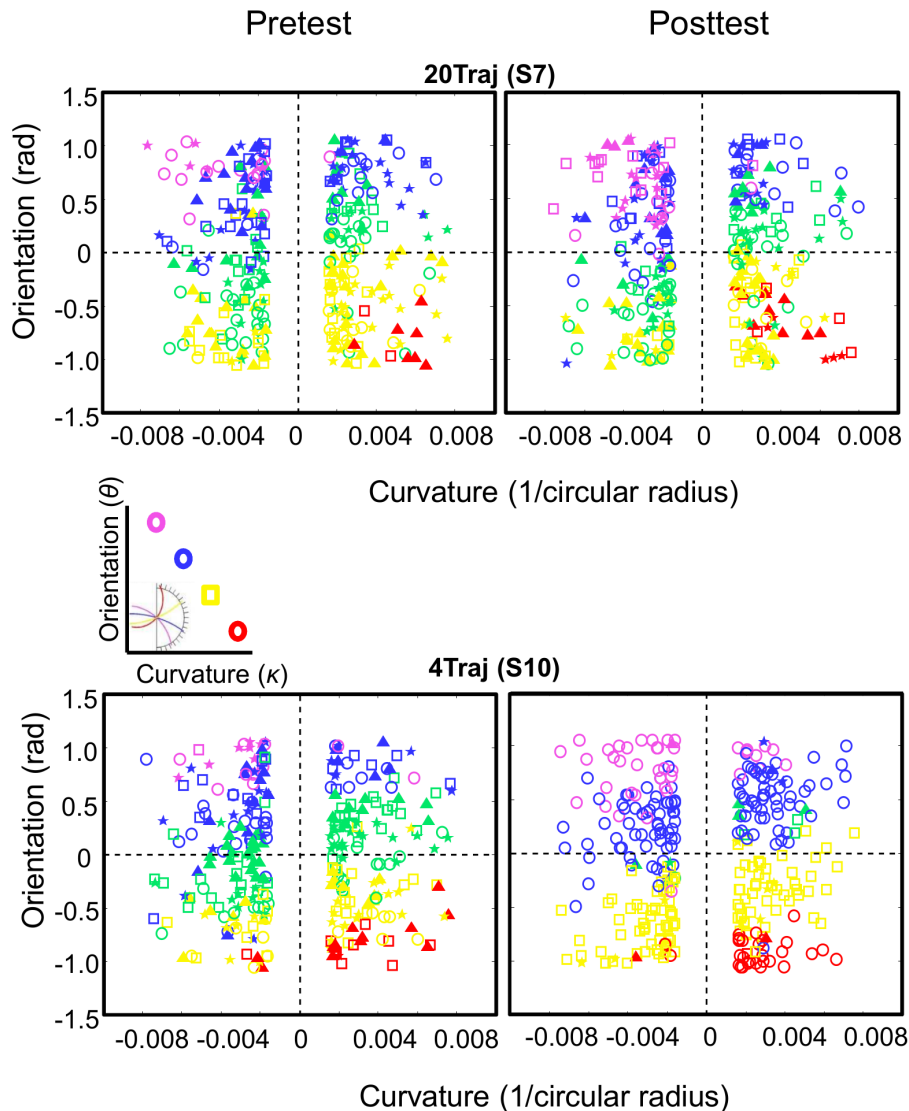 Pretest Posttest
20Traj (S7)
Orientation (rad)
1.5
1.0
0.5
0
-0.5
-1.0
-1.5
-0.008 -0.004 0 0.004 0.008 -0.008 -0.004 0 0.004 0.008
Curvature (1/circular radius)
Orientation (θ)
Curvature (κ)
4Traj (S10)
Orientation (rad)
1.5
1.0
0.5
0
-0.5
-1.0
-1.5
-0.008 -0.004 0 0.004 0.008 -0.008 -0.004 0 0.004 0.008
Curvature (1/circular radius)